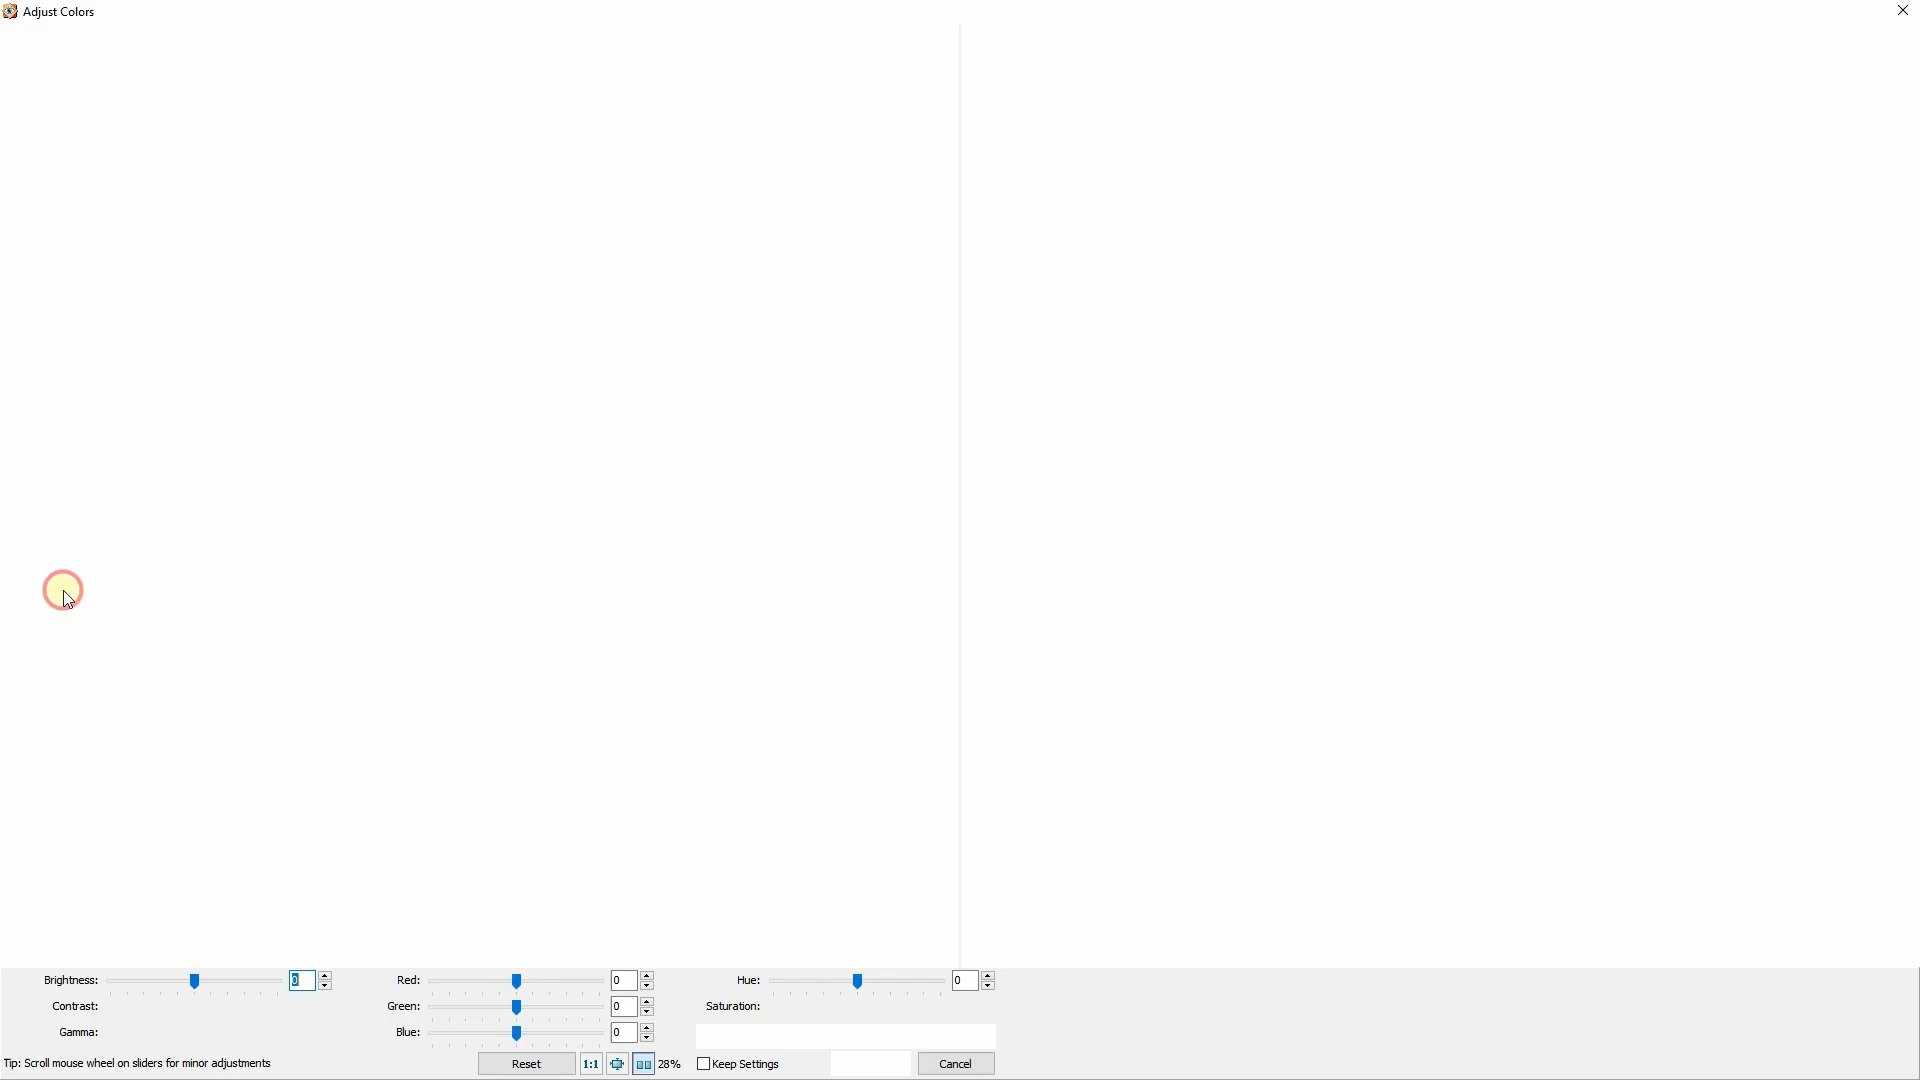 Adjust Colors
Brightness: 0 Red: 0 Hue: 0
Contrast: Green: 0 Saturation:
Gamma: Blue: 0
Tip: Scroll mouse wheel on sliders for minor adjustments Reset 1:1 28% Keep Settings Cancel